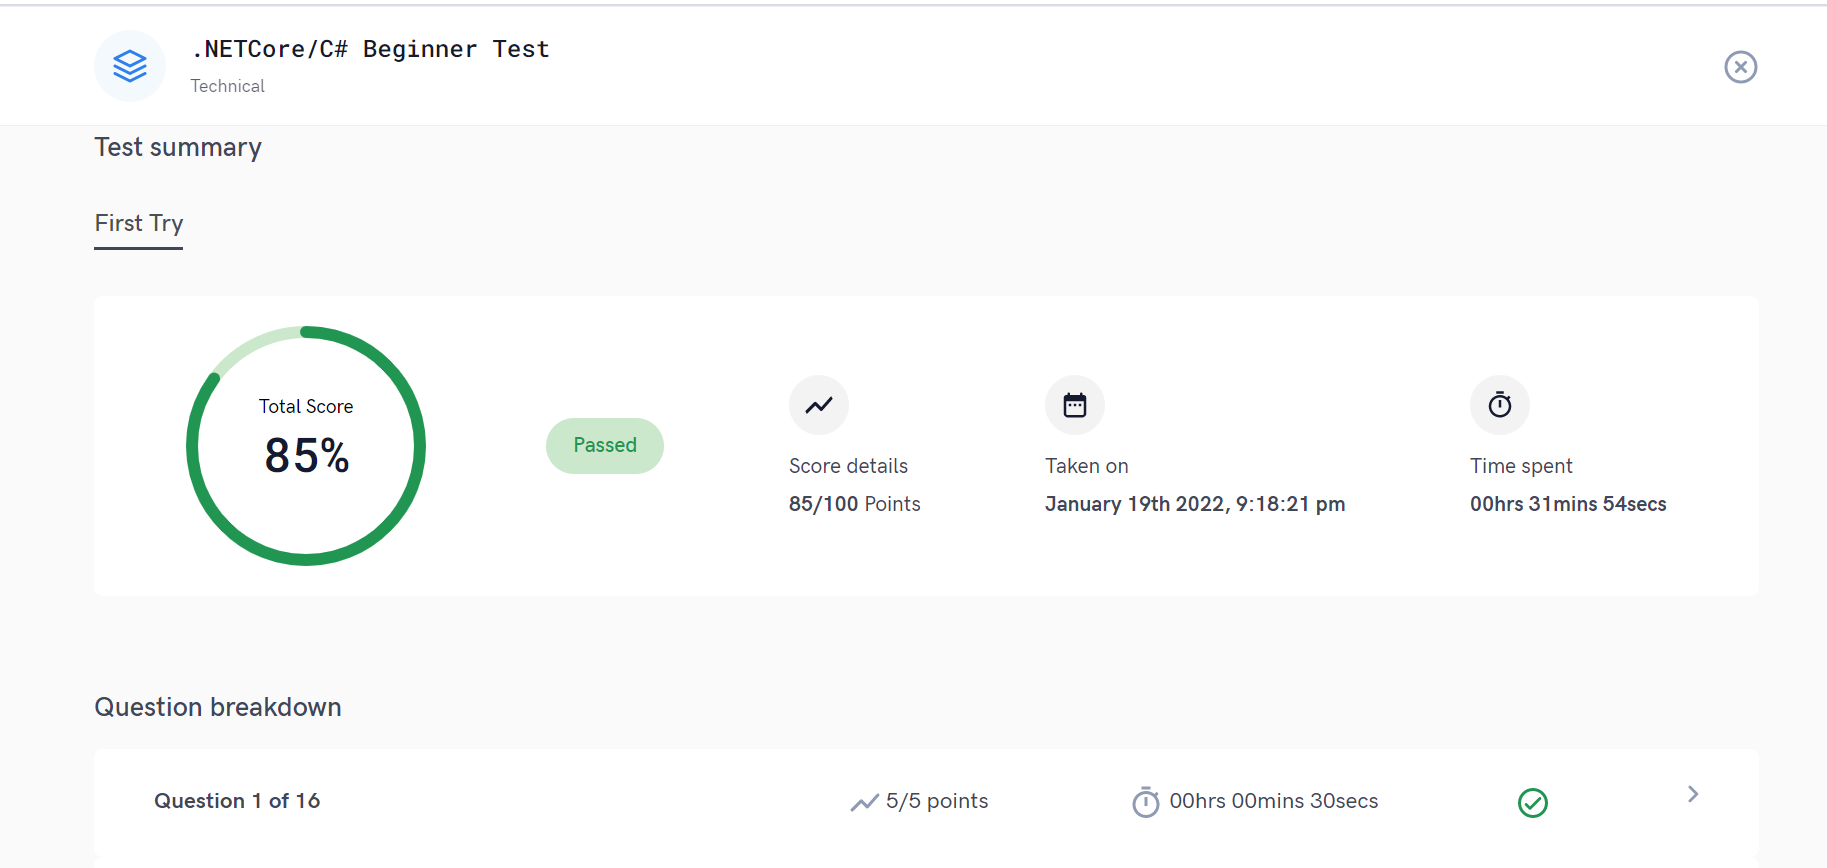 .NETCore/C# Beginner Test
Technical
Test summary
First Try
Total Score
85%
Passed
Score details
85/100 Points
Taken on
January 19th 2022, 9:18:21 pm
Time spent
00hrs 31mins 54secs
Question breakdown
Question 1 of 16
5/5 points
00hrs 00mins 30secs